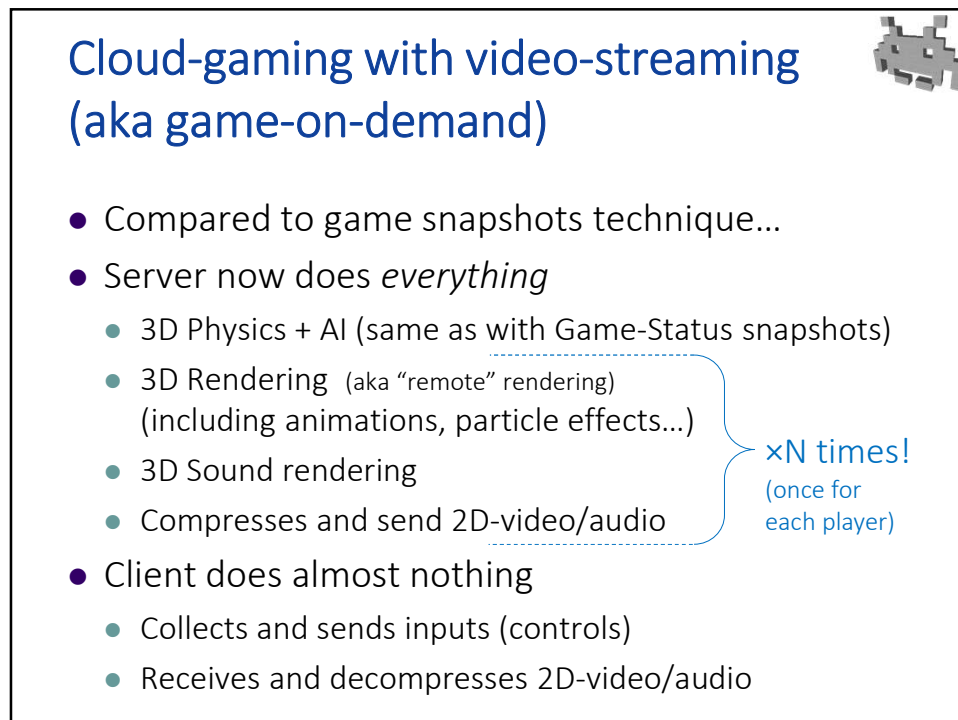 Cloud-gaming with video-streaming
(aka game-on-demand)
● Compared to game snapshots technique…
● Server now does everything
● 3D Physics + AI (same as with Game-Status snapshots)
● 3D Rendering (aka “remote” rendering)
(including animations, particle effects…)
● 3D Sound rendering
● Compresses and send 2D-video/audio
×N times!
(once for
each player)
● Client does almost nothing
● Collects and sends inputs (controls)
● Receives and decompresses 2D-video/audio